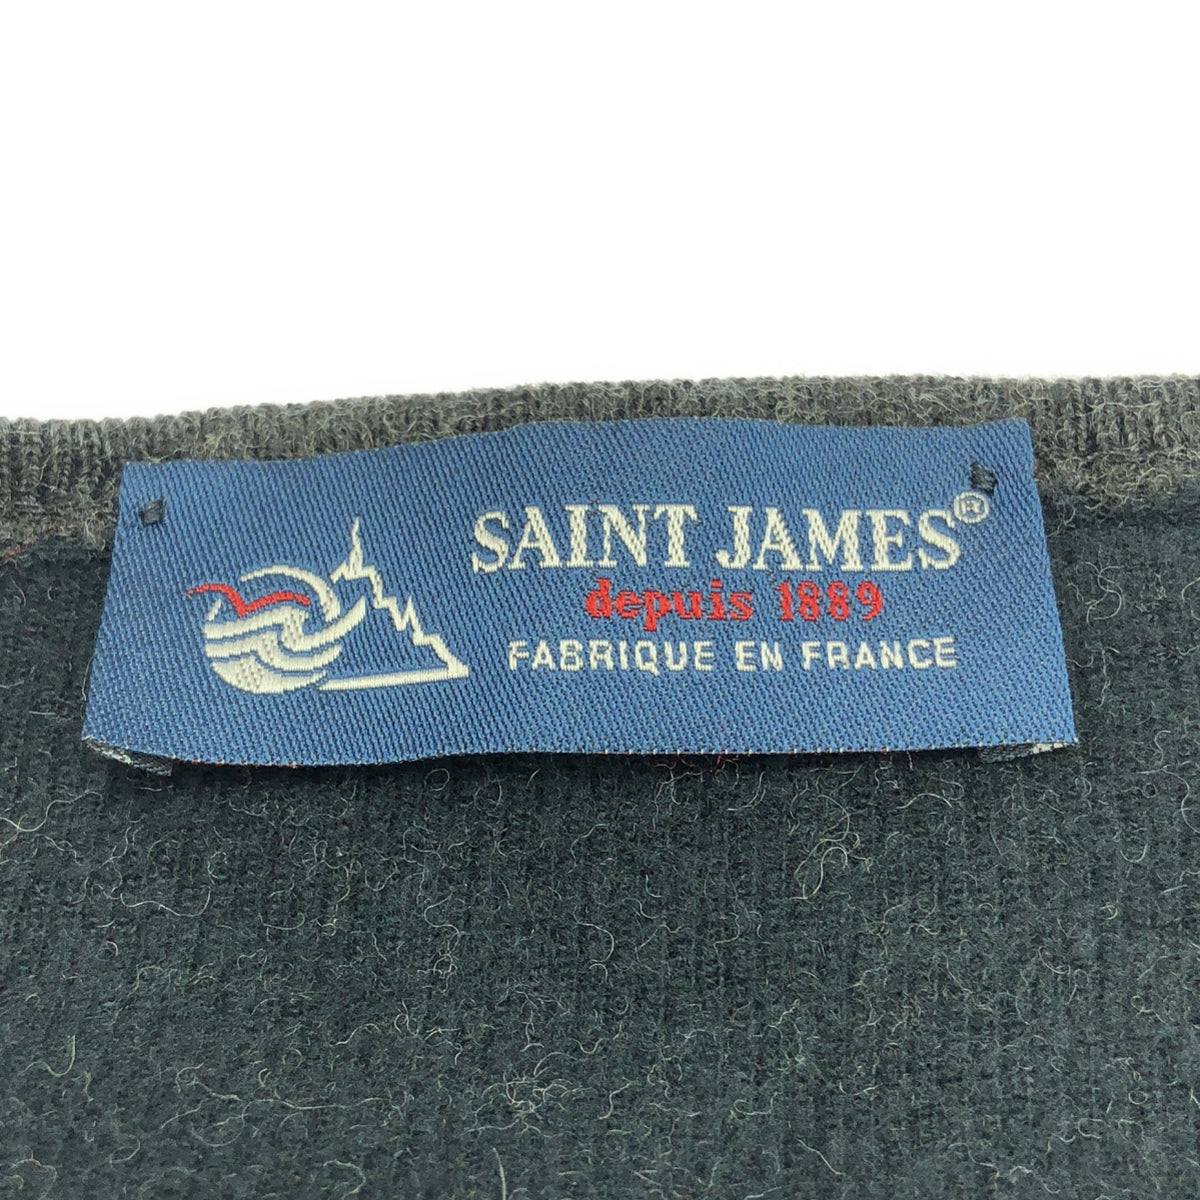 SAINT JAMES®
depuis 1889
FABRIQUE EN FRANCE